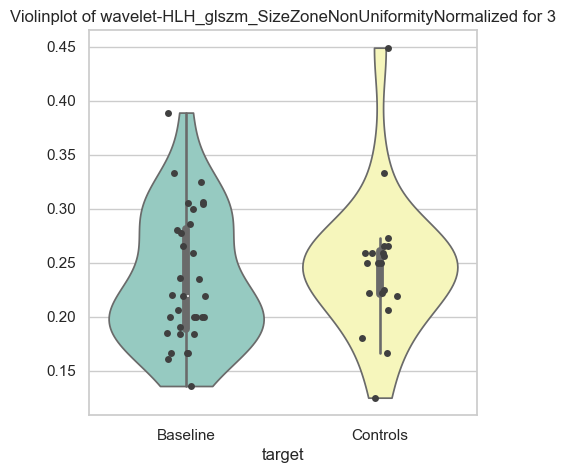 Violinplot of wavelet-HLH_glszm_SizeZoneNonUniformityNormalized for 3
0.45
0.40
0.35
0.30
0.25
0.20
0.15
Baseline Controls
target